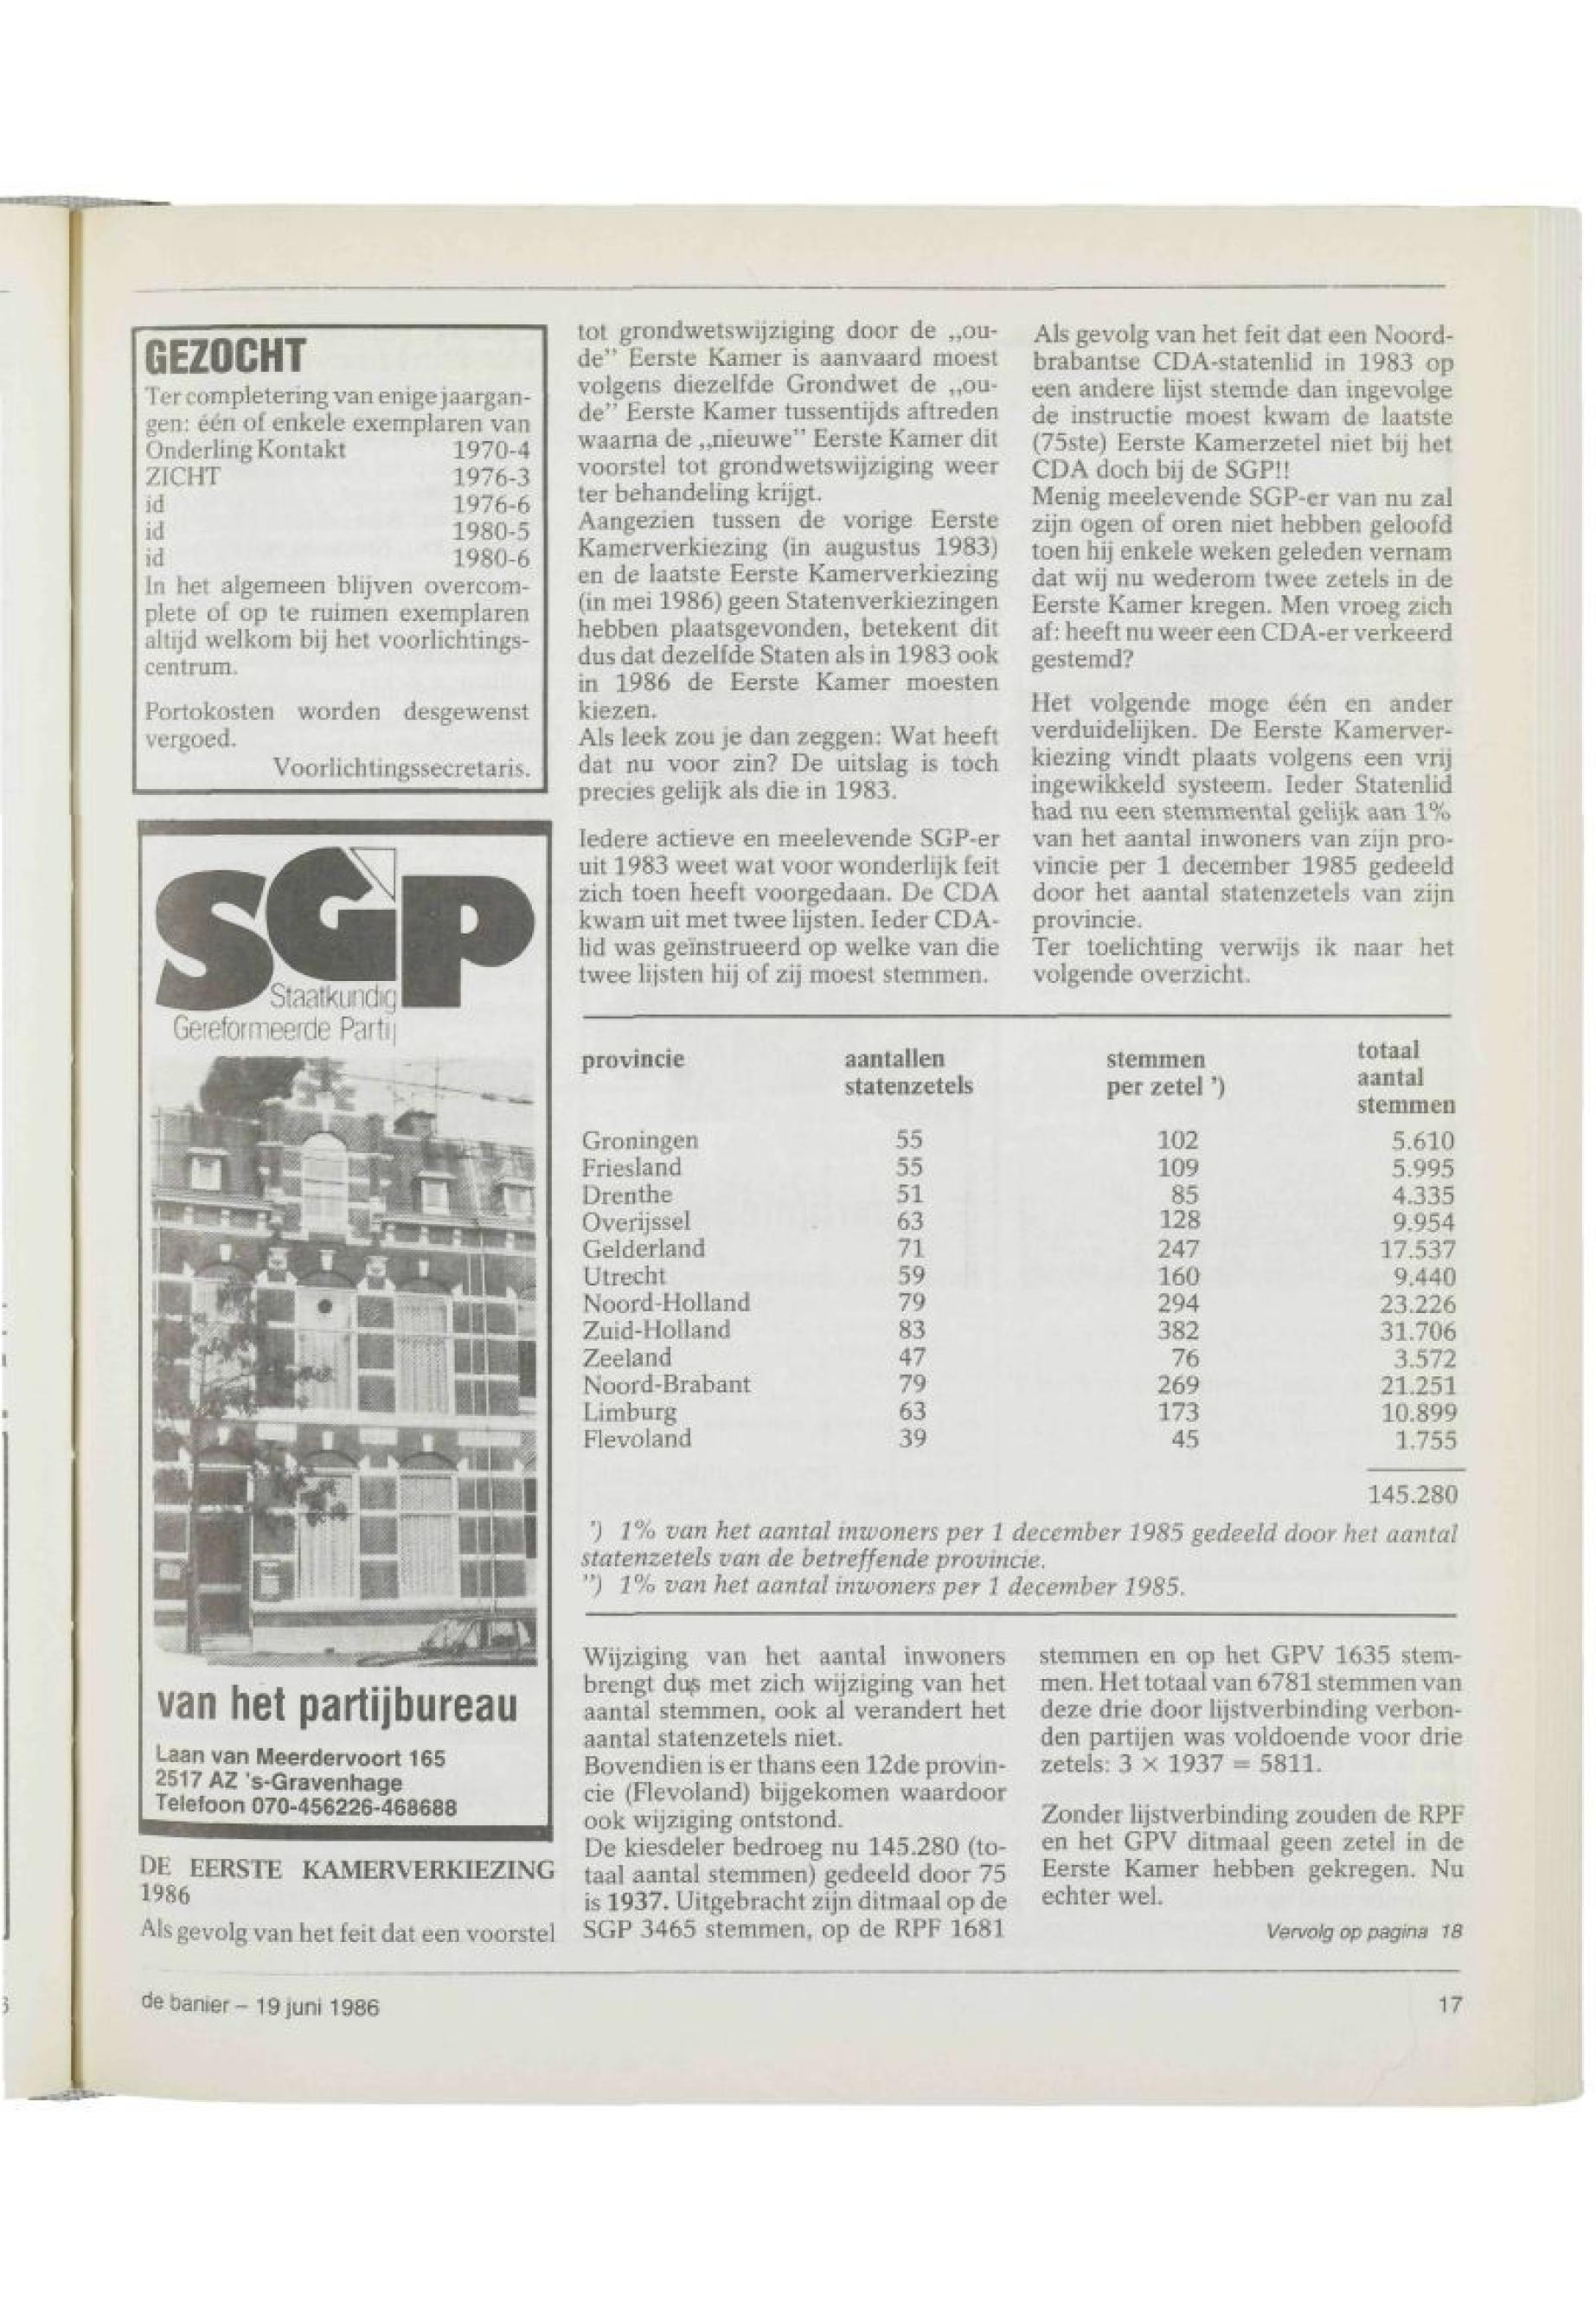 GEZOCHT
Ter completering van enige jaargan-
gen: één of enkele exemplaren van
Onderling Kontakt 1970-4
ZICHT 1976-3
id 1976-6
id 1980-5
id 1980-6
In het algemeen blijven overcom-
plete of op te ruimen exemplaren
altijd welkom bij het voorlichtings-
centrum.
Portokosten worden desgewenst
vergoed.
Voorlichtingssecretaris.
SGP
Staatkundig
Gereformeerde Partij
van het partijbureau
Laan van Meerdervoort 165
2517 AZ 's-Gravenhage
Telefoon 070-456226-468688
DE EERSTE KAMERVERKIEZING
1986
Als gevolg van het feit dat een voorstel
tot grondwetswijziging door de „ou-
de” Eerste Kamer is aanvaard moest
volgens diezelfde Grondwet de „ou-
de” Eerste Kamer tussentijds aftreden
waarna de „nieuwe” Eerste Kamer dit
voorstel tot grondwetswijziging weer
ter behandeling krijgt.
Aangezien tussen de vorige Eerste
Kamerverkiezing (in augustus 1983)
en de laatste Eerste Kamerverkiezing
(in mei 1986) geen Statenverkiezingen
hebben plaatsgevonden, betekent dit
dus dat dezelfde Staten als in 1983 ook
in 1986 de Eerste Kamer moesten
kiezen.
Als leek zou je dan zeggen: Wat heeft
dat nu voor zin? De uitslag is toch
precies gelijk als die in 1983.
Iedere actieve en meelevende SGP-er
uit 1983 weet wat voor wonderlijk feit
zich toen heeft voorgedaan. De CDA
kwam uit met twee lijsten. Ieder CDA-
lid was geïnstrueerd op welke van die
twee lijsten hij of zij moest stemmen.
Als gevolg van het feit dat een Noord-
brabantse CDA-statenlid in 1983 op
een andere lijst stemde dan ingevolge
de instructie moest kwam de laatste
(75ste) Eerste Kamerzetel niet bij het
CDA doch bij de SGP!!
Menig meelevende SGP-er van nu zal
zijn ogen of oren niet hebben geloofd
toen hij enkele weken geleden vernam
dat wij nu wederom twee zetels in de
Eerste Kamer kregen. Men vroeg zich
af: heeft nu weer een CDA-er verkeerd
gestemd?
Het volgende moge één en ander
verduidelijken. De Eerste Kamerver-
kiezing vindt plaats volgens een vrij
ingewikkeld systeem. Ieder Statenlid
had nu een stemmental gelijk aan 1%
van het aantal inwoners van zijn pro-
vincie per 1 december 1985 gedeeld
door het aantal statenzetels van zijn
provincie.
Ter toelichting verwijs ik naar het
volgende overzicht.
provincie aantallen statenzetels stemmen per zetel ’) totaal aantal stemmen
Groningen 55 102 5.610
Friesland 55 109 5.995
Drenthe 51 85 4.335
Overijssel 63 128 9.954
Gelderland 71 247 17.537
Utrecht 59 160 9.440
Noord-Holland 79 294 23.226
Zuid-Holland 83 382 31.706
Zeeland 47 76 3.572
Noord-Brabant 79 269 21.251
Limburg 63 173 10.899
Flevoland 39 45 1.755
145.280
’) 1% van het aantal inwoners per 1 december 1985 gedeeld door het aantal
statenzetels van de betreffende provincie.
”) 1% van het aantal inwoners per 1 december 1985.
Wijziging van het aantal inwoners
brengt dus met zich wijziging van het
aantal stemmen, ook al verandert het
aantal statenzetels niet.
Bovendien is er thans een 12de provin-
cie (Flevoland) bijgekomen waardoor
ook wijziging ontstond.
De kiesdeler bedroeg nu 145.280 (to-
taal aantal stemmen) gedeeld door 75
is 1937. Uitgebracht zijn ditmaal op de
SGP 3465 stemmen, op de RPF 1681
stemmen en op het GPV 1635 stem-
men. Het totaal van 6781 stemmen van
deze drie door lijstverbinding verbon-
den partijen was voldoende voor drie
zetels: 3 × 1937 = 5811.
Zonder lijstverbinding zouden de RPF
en het GPV ditmaal geen zetel in de
Eerste Kamer hebben gekregen. Nu
echter wel.
Vervolg op pagina 18
de banier – 19 juni 1986
17